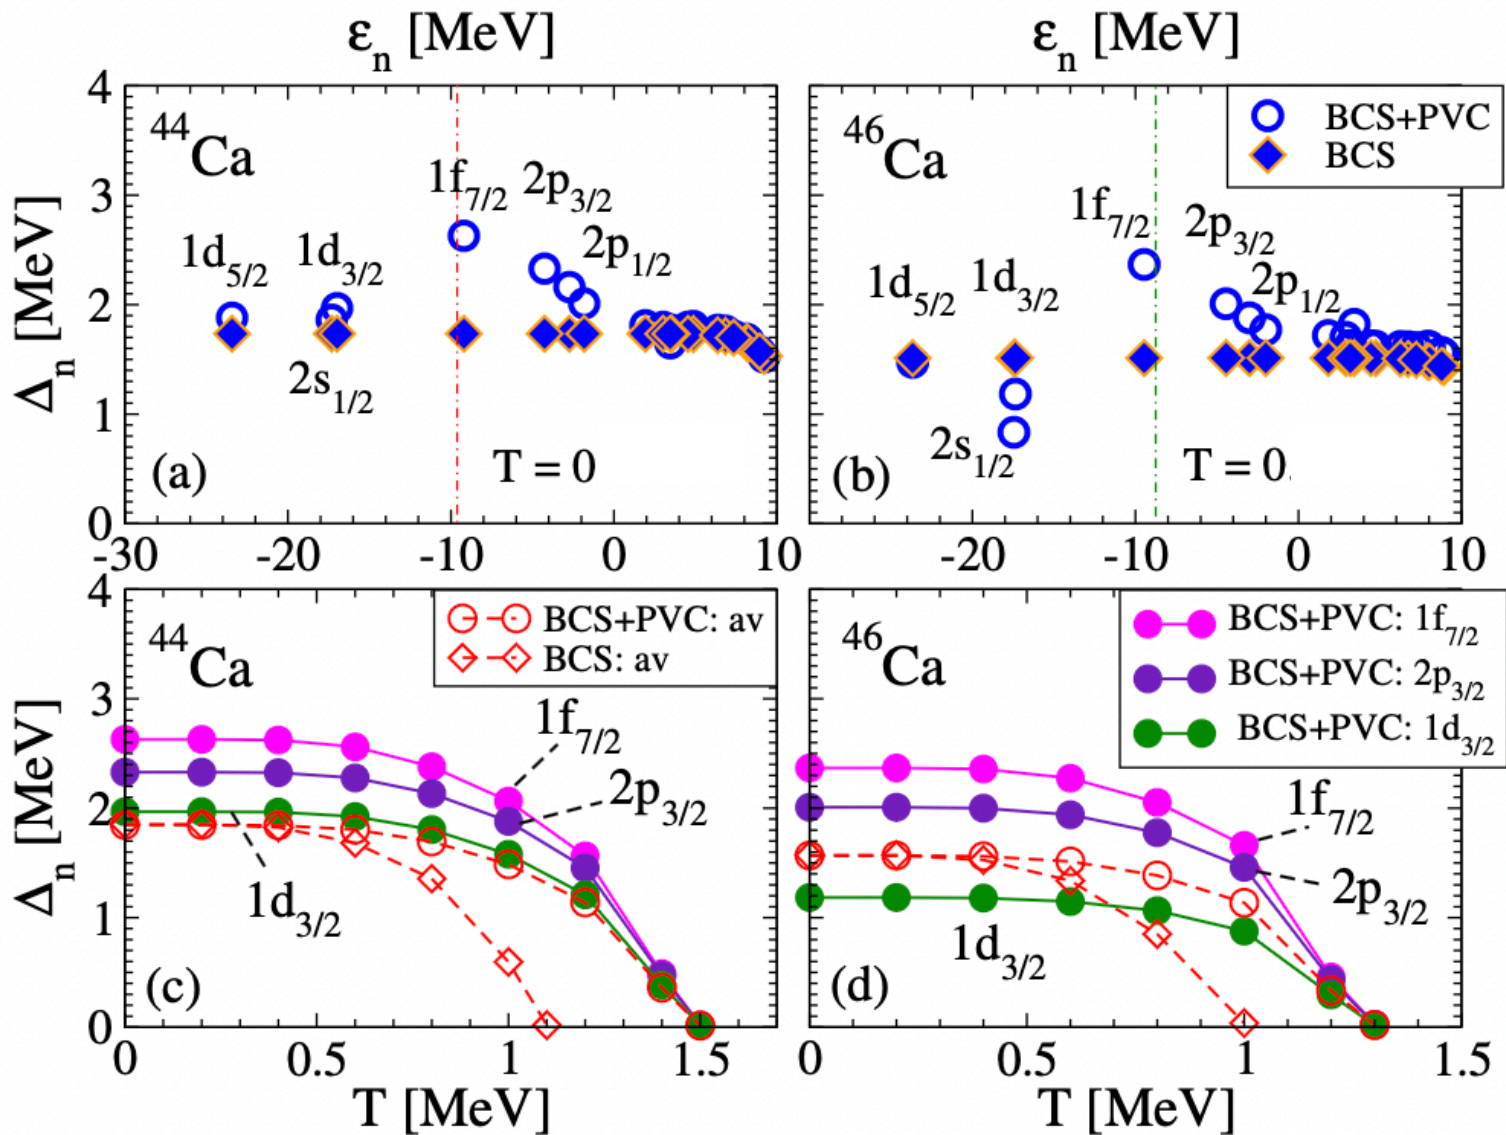 εn [MeV]
εn [MeV]
Δn [MeV]
4
3
2
1
0
44Ca
1d5/2
1d3/2
2s1/2
1f7/2
2p3/2
2p1/2
(a)
T = 0
-30 -20 -10 0 10
46Ca
BCS+PVC
BCS
1d5/2
1d3/2
2s1/2
1f7/2
2p3/2
2p1/2
(b)
T = 0
-20 -10 0 10
Δn [MeV]
4
3
2
1
0
44Ca
BCS+PVC: av
BCS: av
1f7/2
2p3/2
1d3/2
(c)
0 0.5 1 1.5
T [MeV]
46Ca
BCS+PVC: 1f7/2
BCS+PVC: 2p3/2
BCS+PVC: 1d3/2
1f7/2
2p3/2
1d3/2
(d)
0 0.5 1 1.5
T [MeV]